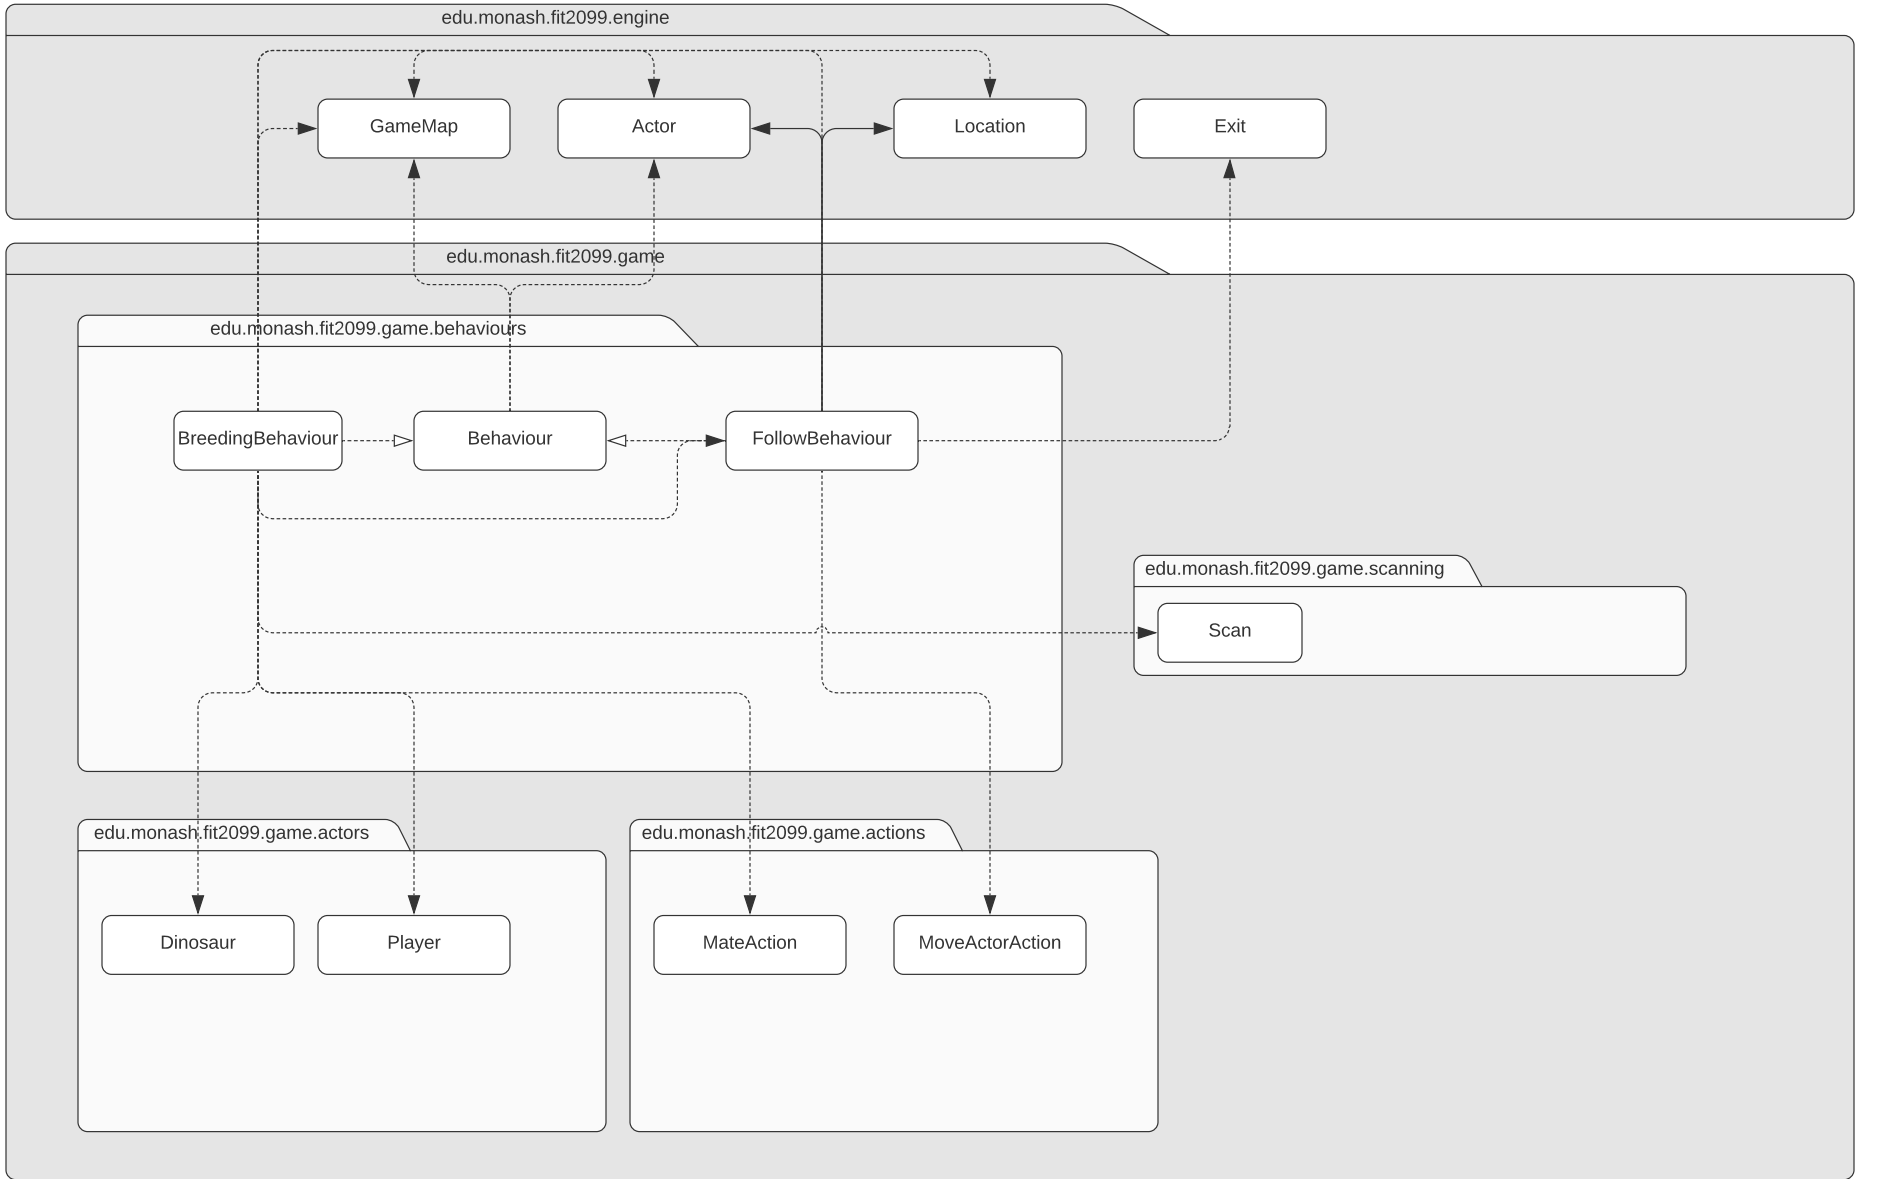 edu.monash.fit2099.engine
GameMap
Actor
Location
Exit
edu.monash.fit2099.game
edu.monash.fit2099.game.behaviours
BreedingBehaviour
Behaviour
FollowBehaviour
edu.monash.fit2099.game.scanning
Scan
edu.monash.fit2099.game.actors
edu.monash.fit2099.game.actions
Dinosaur
Player
MateAction
MoveActorAction